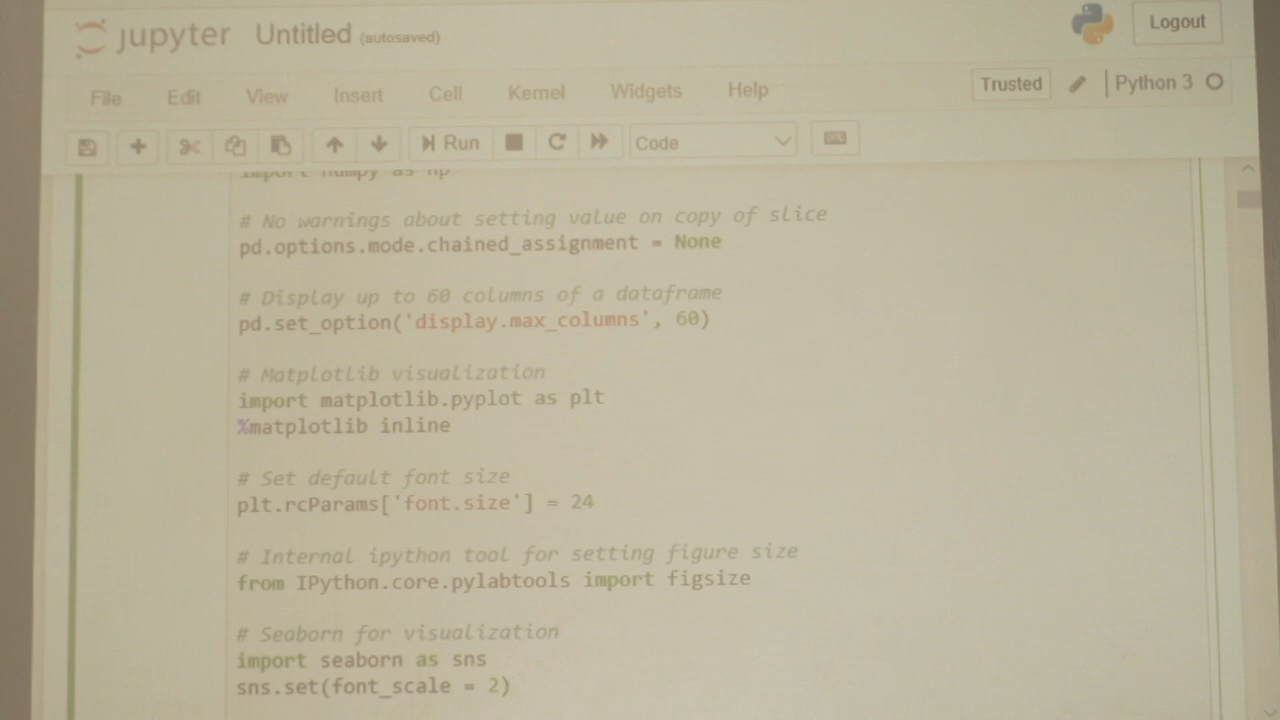 jupyter Untitled (autosaved)
Logout
File Edit View Insert Cell Kernel Widgets Help
Trusted Python 3
Run Code
import numpy as np
# No warnings about setting value on copy of slice
pd.options.mode.chained_assignment = None
# Display up to 60 columns of a dataframe
pd.set_option('display.max_columns', 60)
# Matplotlib visualization
import matplotlib.pyplot as plt
%matplotlib inline
# Set default font size
plt.rcParams['font.size'] = 24
# Internal ipython tool for setting figure size
from IPython.core.pylabtools import figsize
# Seaborn for visualization
import seaborn as sns
sns.set(font_scale = 2)